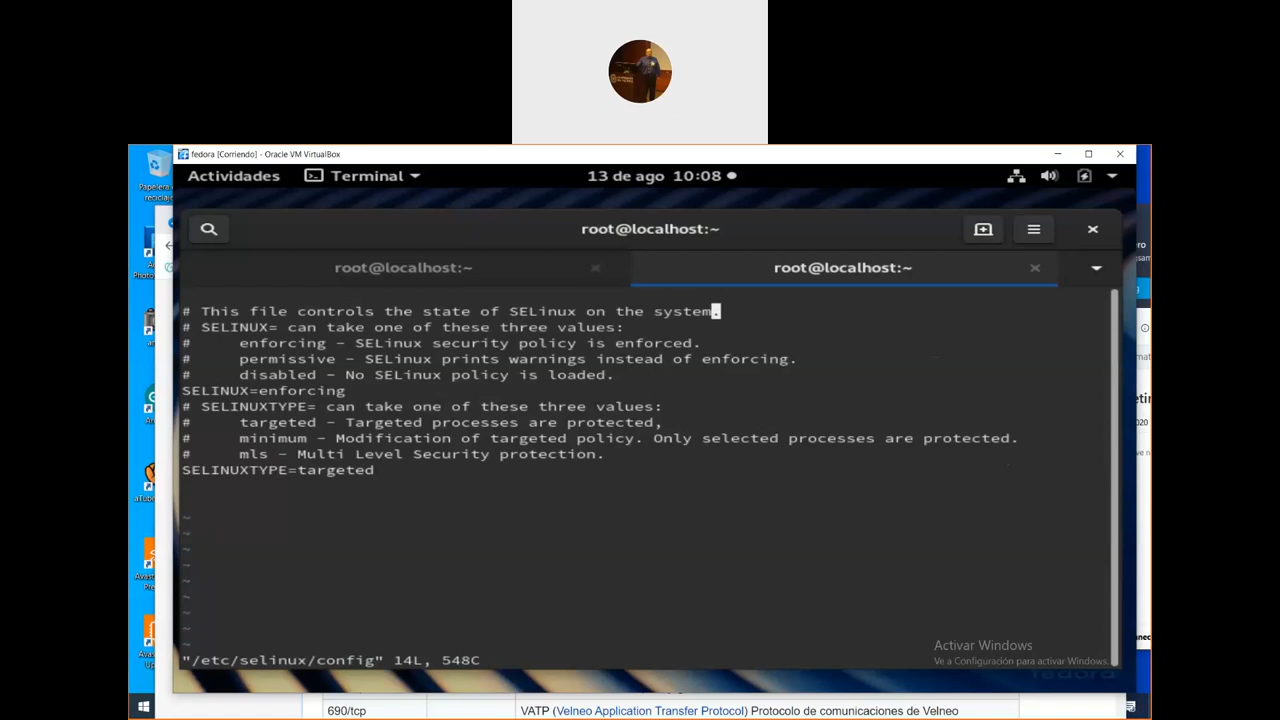 fedora [Corriendo] - Oracle VM VirtualBox
Papelera
reciclaje
Actividades
Terminal
13 de ago 10:08
root@localhost:~
root@localhost:~
root@localhost:~
# This file controls the state of SELinux on the system.
# SELINUX= can take one of these three values:
# enforcing - SELinux security policy is enforced.
# permissive - SELinux prints warnings instead of enforcing.
# disabled - No SELinux policy is loaded.
SELINUX=enforcing
# SELINUXTYPE= can take one of these three values:
# targeted - Targeted processes are protected,
# minimum - Modification of targeted policy. Only selected processes are protected.
# mls - Multi Level Security protection.
SELINUXTYPE=targeted
~
~
~
~
~
~
~
~
~
"/etc/selinux/config" 14L, 548C
Activar Windows
Ve a Configuración para activar Windows.
fedora
690/tcp
VATP (Velneo Application Transfer Protocol) Protocolo de comunicaciones de Velneo